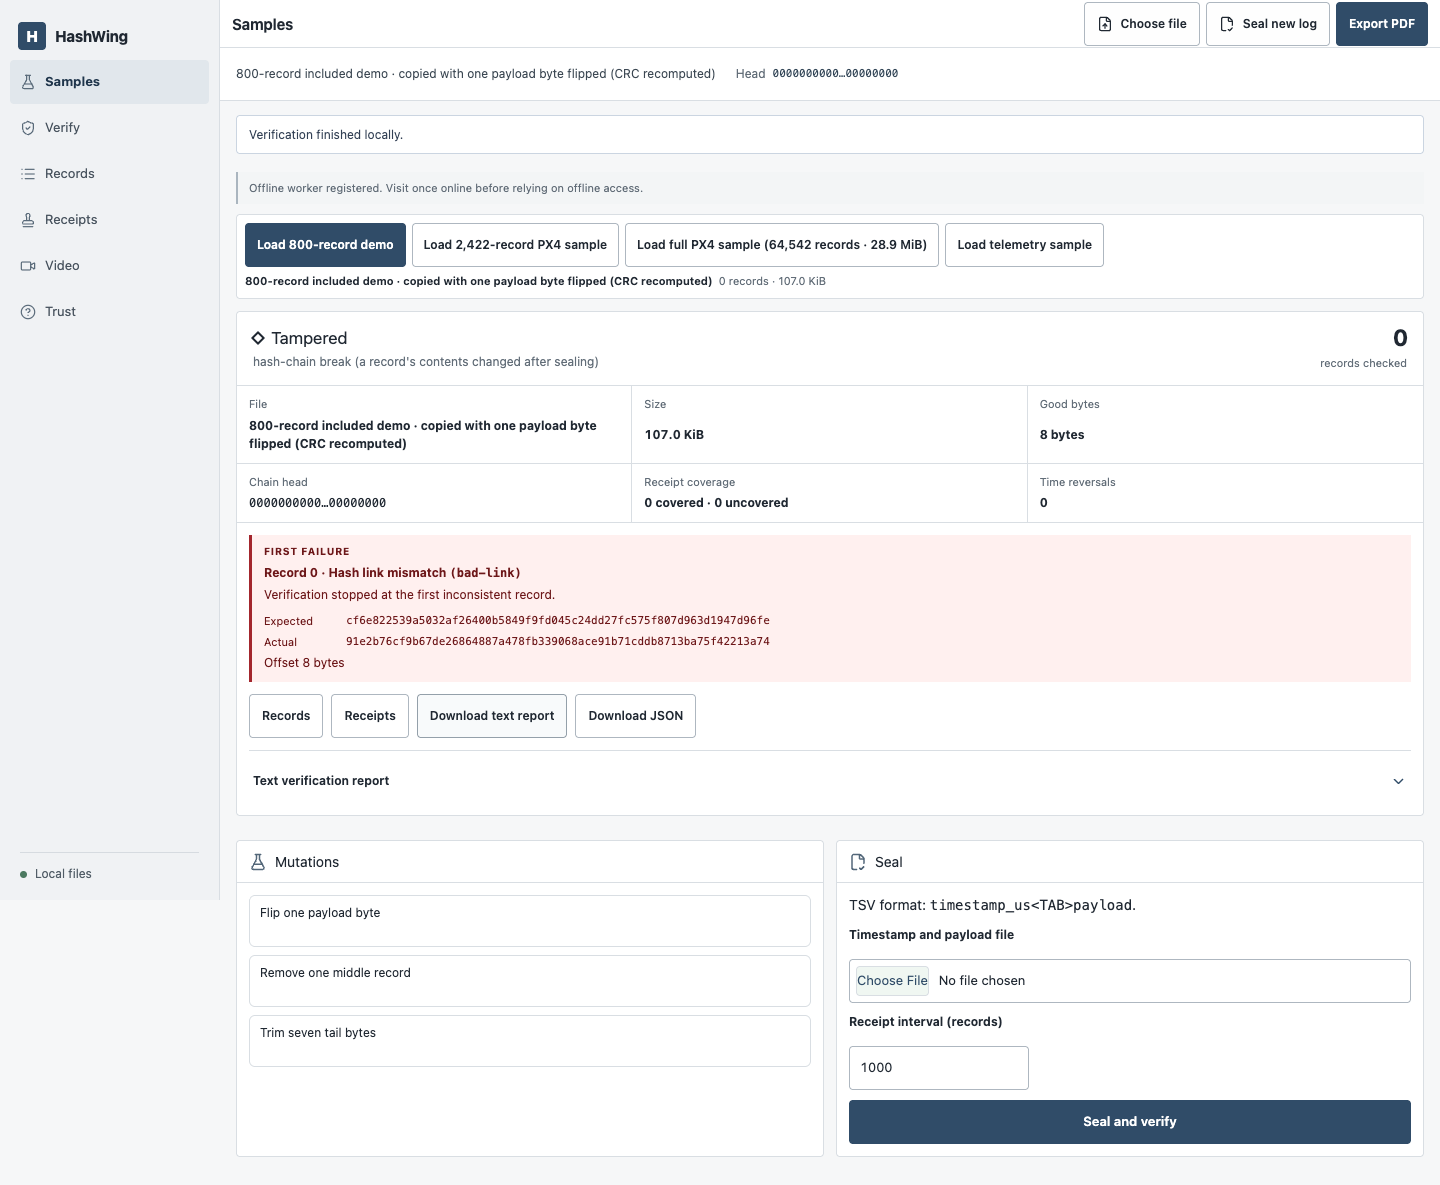 H HashWing
Samples
Verify
Records
Receipts
Video
Trust
Local files
Samples
Choose file
Seal new log
Export PDF
800-record included demo · copied with one payload byte flipped (CRC recomputed) Head 0000000000…00000000
Verification finished locally.
Offline worker registered. Visit once online before relying on offline access.
Load 800-record demo
Load 2,422-record PX4 sample
Load full PX4 sample (64,542 records · 28.9 MiB)
Load telemetry sample
800-record included demo · copied with one payload byte flipped (CRC recomputed) 0 records · 107.0 KiB
Tampered
hash-chain break (a record's contents changed after sealing)
0
records checked
File
800-record included demo · copied with one payload byte
flipped (CRC recomputed)
Size
107.0 KiB
Good bytes
8 bytes
Chain head
0000000000…00000000
Receipt coverage
0 covered · 0 uncovered
Time reversals
0
FIRST FAILURE
Record 0 · Hash link mismatch (bad-link)
Verification stopped at the first inconsistent record.
Expected cf6e822539a5032af26400b5849f9fd045c24dd27fc575f807d963d1947d96fe
Actual 91e2b76cf9b67de26864887a478fb339068ace91b71cddb8713ba75f42213a74
Offset 8 bytes
Records
Receipts
Download text report
Download JSON
Text verification report
Mutations
Flip one payload byte
Remove one middle record
Trim seven tail bytes
Seal
TSV format: timestamp_us<TAB>payload.
Timestamp and payload file
Choose File No file chosen
Receipt interval (records)
1000
Seal and verify